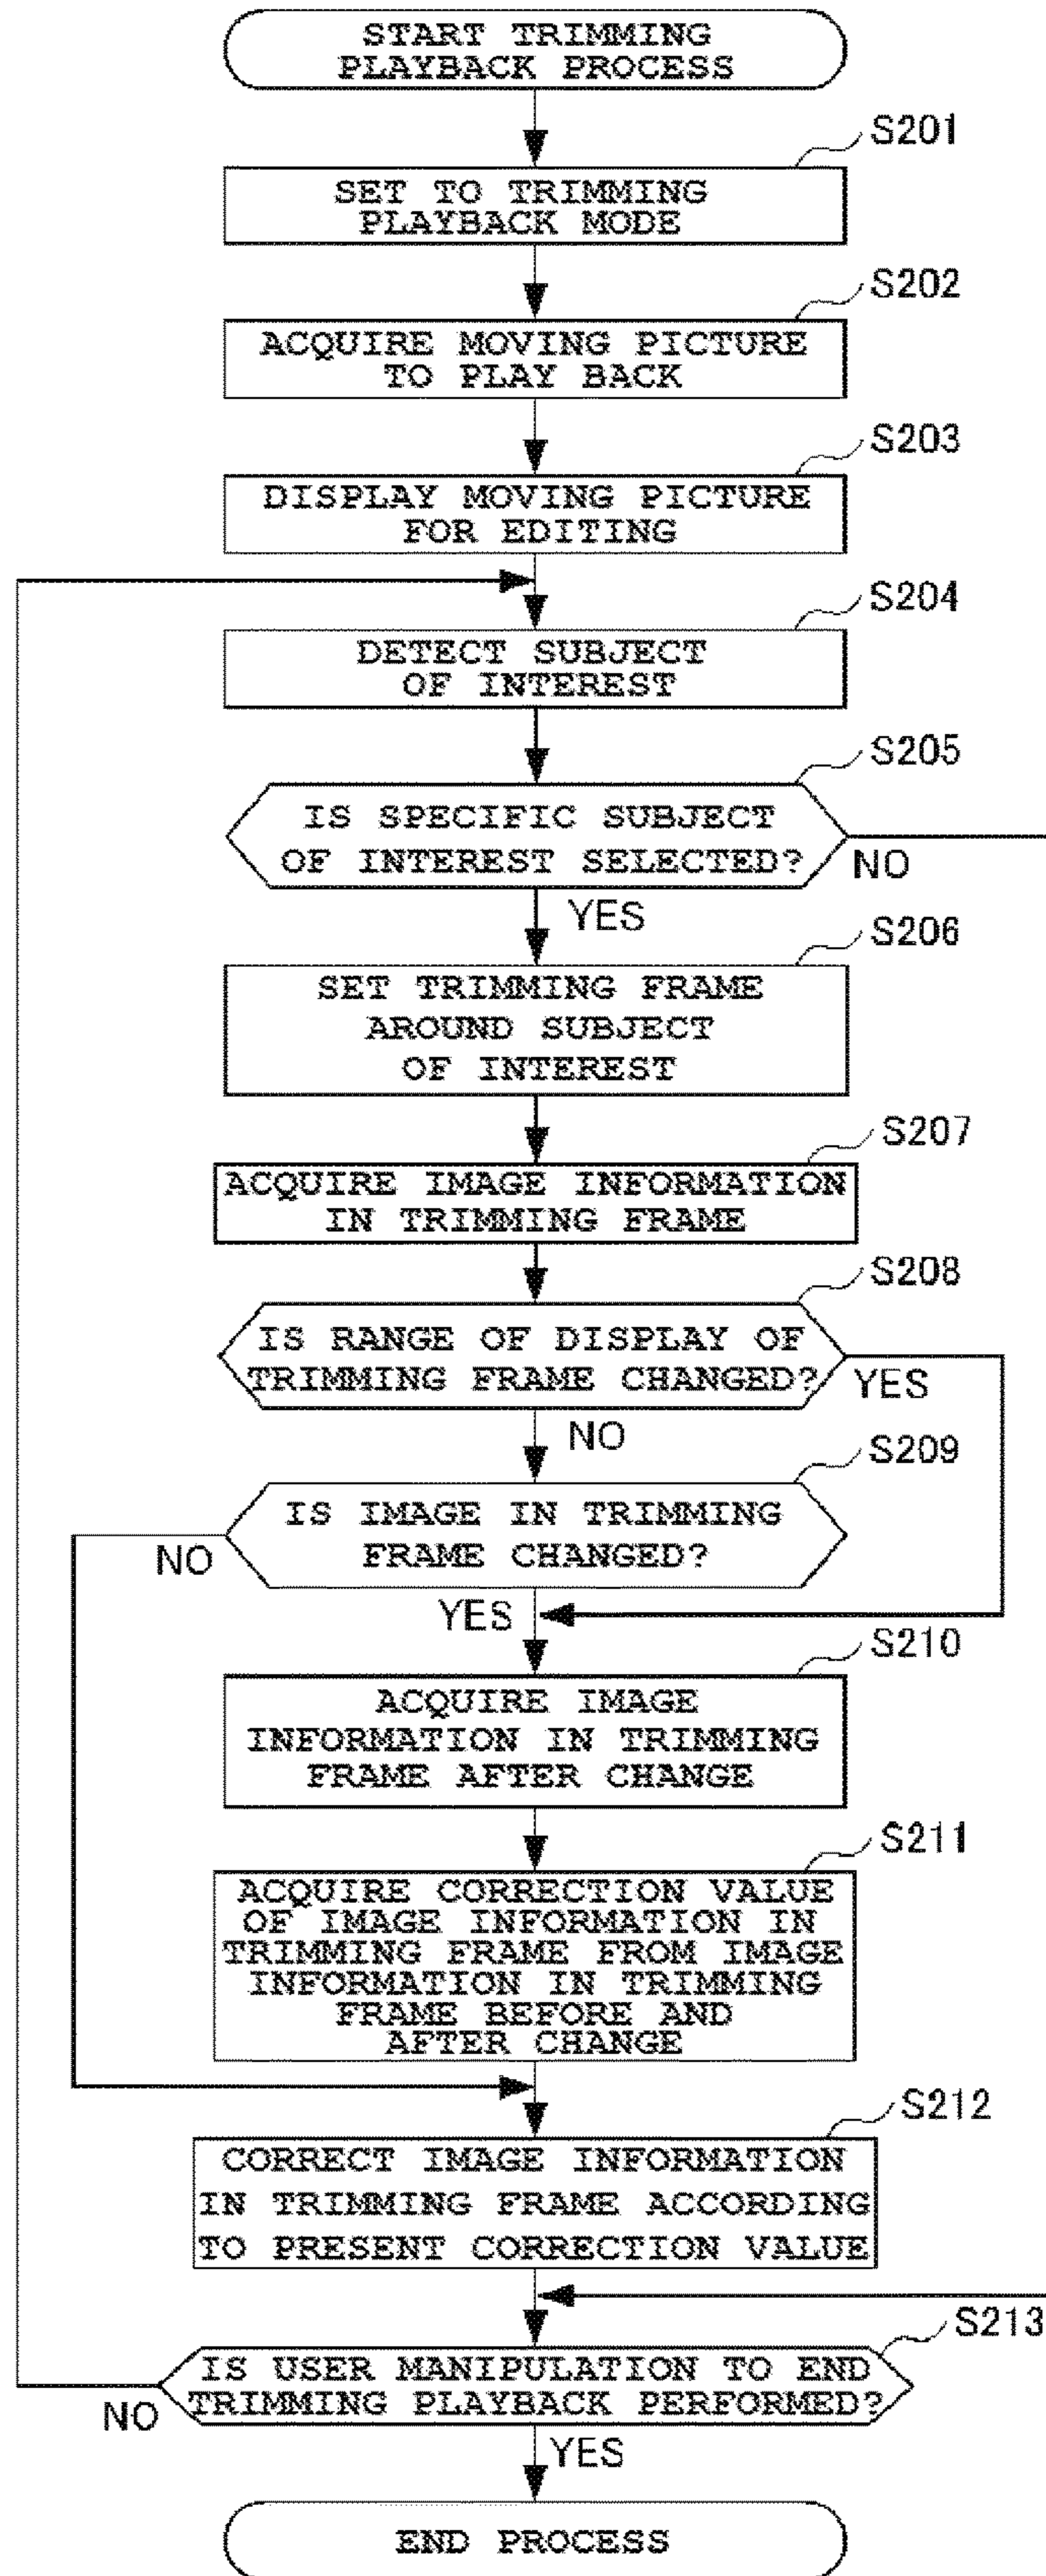 START TRIMMING
PLAYBACK PROCESS
S201
SET TO TRIMMING
PLAYBACK MODE
S202
ACQUIRE MOVING PICTURE
TO PLAY BACK
S203
DISPLAY MOVING PICTURE
FOR EDITING
S204
DETECT SUBJECT
OF INTEREST
S205
IS SPECIFIC SUBJECT
OF INTEREST SELECTED?
NO
YES
S206
SET TRIMMING FRAME
AROUND SUBJECT
OF INTEREST
S207
ACQUIRE IMAGE INFORMATION
IN TRIMMING FRAME
S208
IS RANGE OF DISPLAY OF
TRIMMING FRAME CHANGED?
YES
NO
S209
IS IMAGE IN TRIMMING
FRAME CHANGED?
NO
YES
S210
ACQUIRE IMAGE
INFORMATION IN TRIMMING
FRAME AFTER CHANGE
S211
ACQUIRE CORRECTION VALUE
OF IMAGE INFORMATION IN
TRIMMING FRAME FROM IMAGE
INFORMATION IN TRIMMING
FRAME BEFORE AND
AFTER CHANGE
S212
CORRECT IMAGE INFORMATION
IN TRIMMING FRAME ACCORDING
TO PRESENT CORRECTION VALUE
S213
IS USER MANIPULATION TO END
TRIMMING PLAYBACK PERFORMED?
NO
YES
END PROCESS